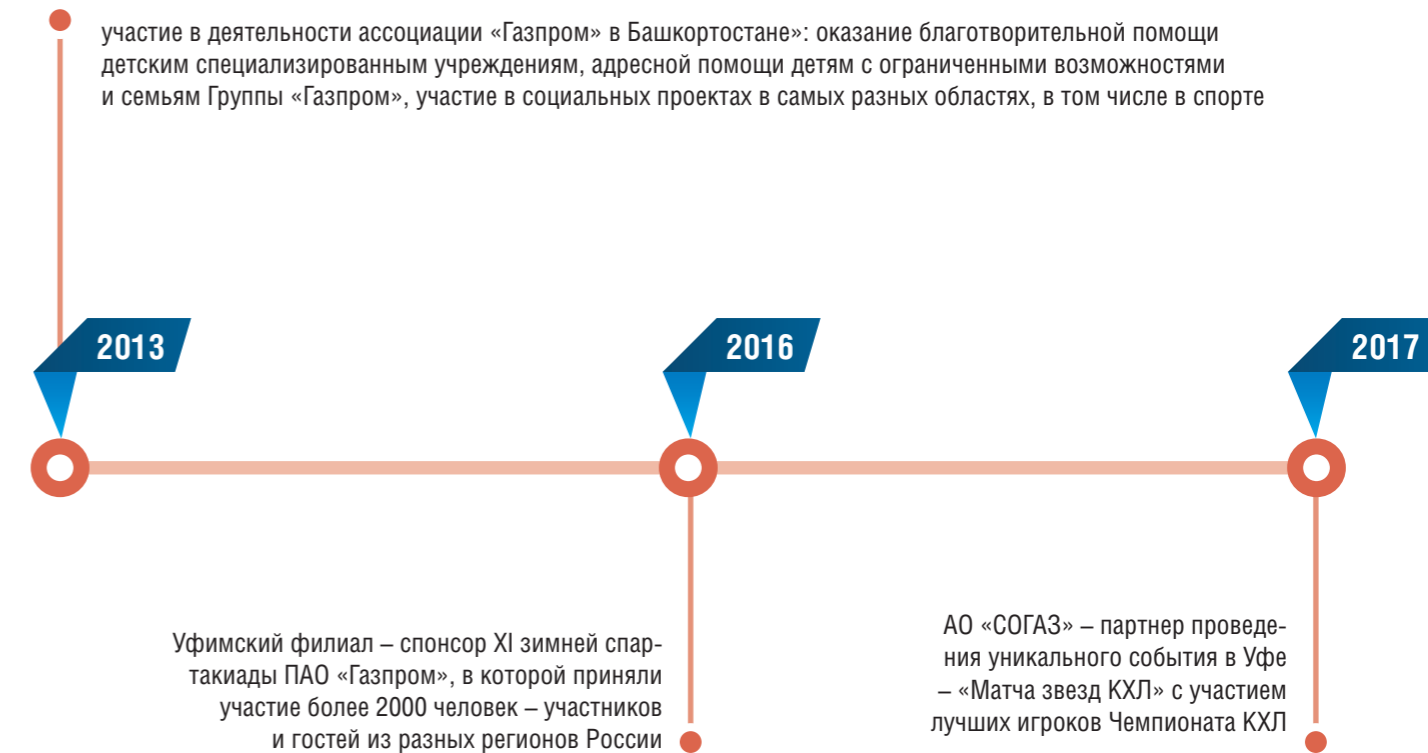 участие в деятельности ассоциации «Газпром» в Башкортостане»: оказание благотворительной помощи
детским специализированным учреждениям, адресной помощи детям с ограниченными возможностями
и семьям Группы «Газпром», участие в социальных проектах в самых разных областях, в том числе в спорте
2013
2016
2017
Уфимский филиал – спонсор XI зимней спар-
такиады ПАО «Газпром», в которой приняли
участие более 2000 человек – участников
и гостей из разных регионов России
АО «СОГАЗ» – партнер проведе-
ния уникального события в Уфе
– «Матча звезд КХЛ» с участием
лучших игроков Чемпионата КХЛ